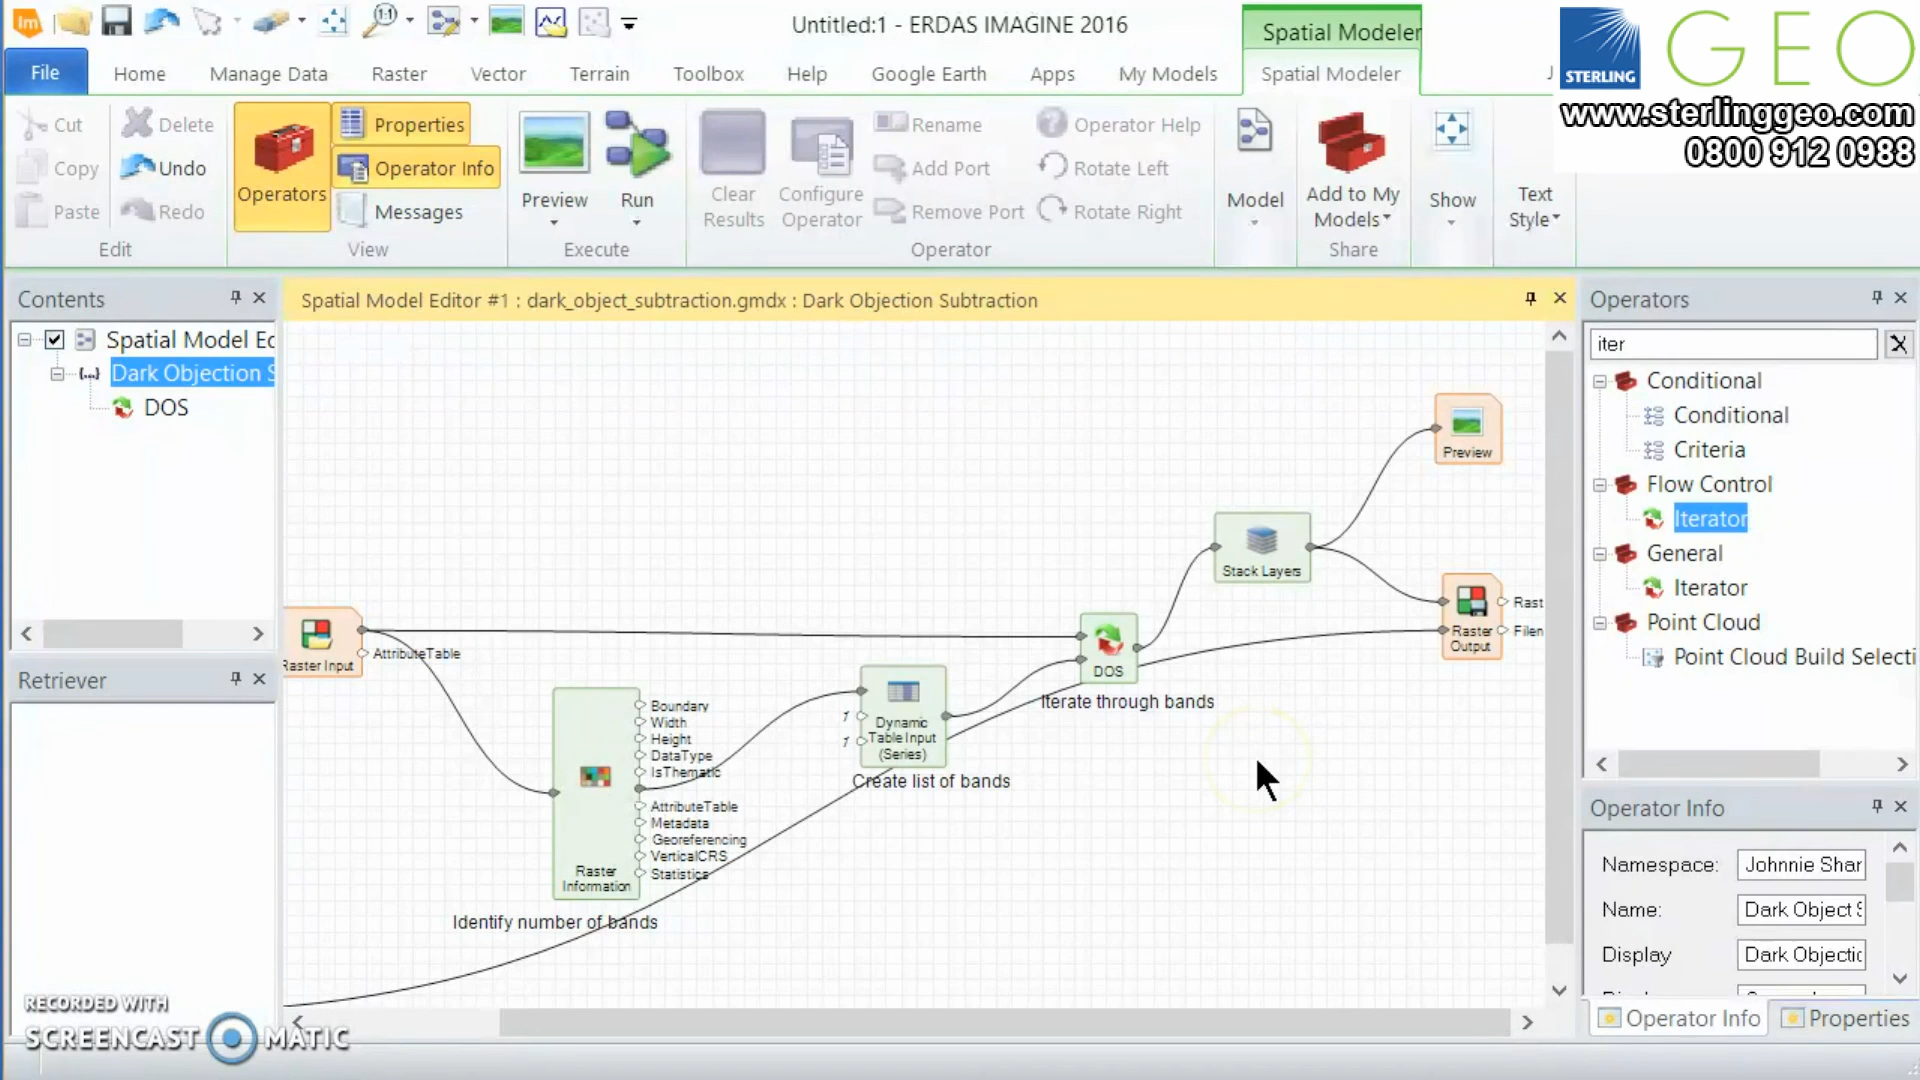 Untitled:1 - ERDAS IMAGINE 2016
Spatial Modeler
STERLING
GEO
www.sterlinggeo.com
0800 912 0988
File
Home
Manage Data
Raster
Vector
Terrain
Toolbox
Help
Google Earth
Apps
My Models
Spatial Modeler
Cut
Copy
Paste
Delete
Undo
Redo
Edit
Operators
Properties
Operator Info
Messages
View
Preview
Run
Execute
Clear
Results
Configure
Operator
Rename
Add Port
Remove Port
Operator Help
Rotate Left
Rotate Right
Operator
Model
Add to My
Models
Share
Show
Text
Style
Contents
Spatial Model Ec
{...} Dark Objection S
DOS
Retriever
Spatial Model Editor #1 : dark_object_subtraction.gmdx : Dark Objection Subtraction
Preview
Stack Layers
Rast
Filen
Raster
Output
Raster Input
AttributeTable
DOS
Iterate through bands
Boundary
Width
Height
DataType
IsThematic
AttributeTable
Metadata
Georeferencing
VerticalCRS
Statistics
Raster
Information
Identify number of bands
1
1
Dynamic
Table Input
(Series)
Create list of bands
Operators
iter
Conditional
Conditional
Criteria
Flow Control
Iterator
General
Iterator
Point Cloud
Point Cloud Build Selecti
Operator Info
Namespace: Johnnie Shar
Name: Dark Object S
Display Dark Objectic
Operator Info
Properties
RECORDED WITH
SCREENCAST MATIC